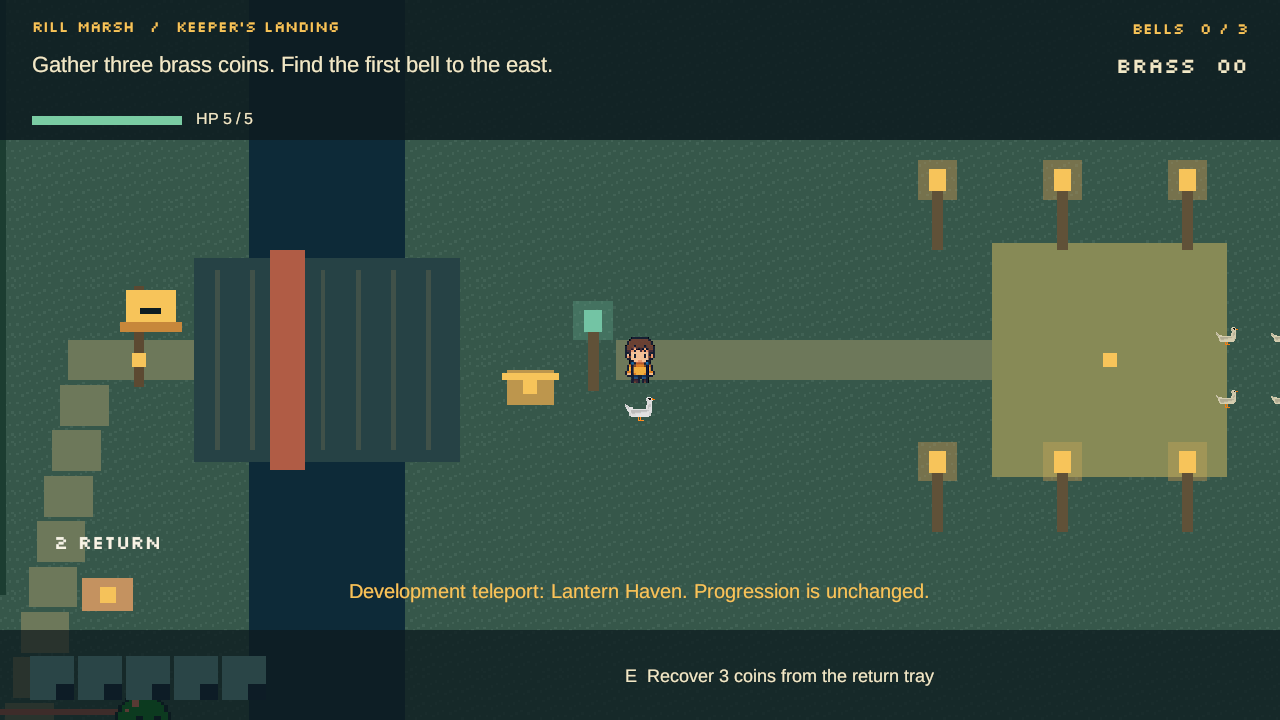 RILL MARSH / KEEPER'S LANDING
BELLS 0 / 3
Gather three brass coins. Find the first bell to the east.
BRASS 00
HP 5 / 5
2 RETURN
Development teleport: Lantern Haven. Progression is unchanged.
E Recover 3 coins from the return tray